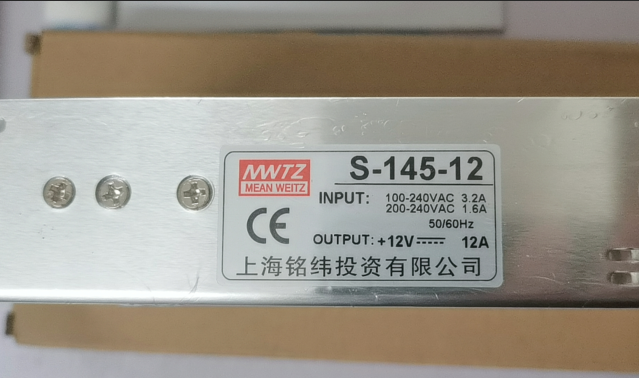 MWTZ
MEAN WEITZ
S-145-12
INPUT: 100-240VAC 3.2A
200-240VAC 1.6A
50/60Hz
CE
OUTPUT: +12V 12A
上海铭纬投资有限公司